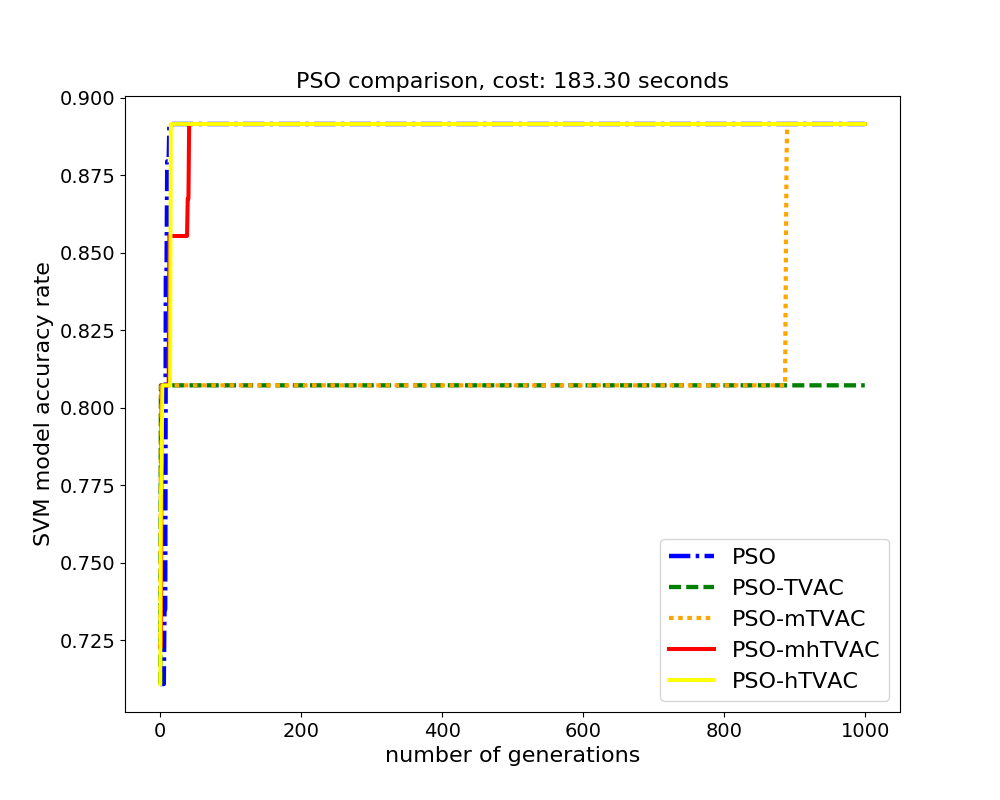 PSO comparison, cost: 183.30 seconds
0.900
0.875
0.850
0.825
0.800
0.775
0.750
0.725
SVM model accuracy rate
PSO
PSO-TVAC
PSO-mTVAC
PSO-mhTVAC
PSO-hTVAC
0 200 400 600 800 1000
number of generations